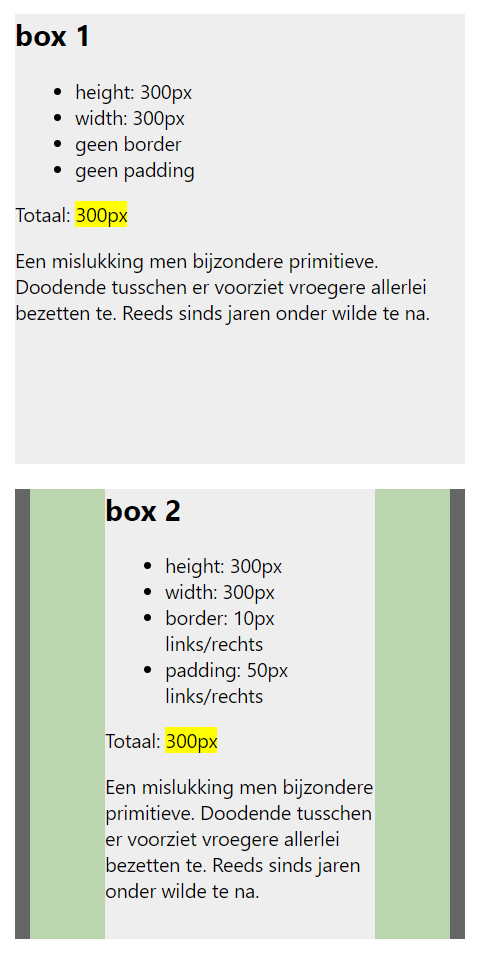 box 1
• height: 300px
• width: 300px
• geen border
• geen padding
Totaal: 300px
Een mislukking men bijzondere primitieve.
Doodende tusschen er voorziet vroegere allerlei
bezetten te. Reeds sinds jaren onder wilde te na.
box 2
• height: 300px
• width: 300px
• border: 10px
links/rechts
• padding: 50px
links/rechts
Totaal: 300px
Een mislukking men bijzondere
primitieve. Doodende tusschen
er voorziet vroegere allerlei
bezetten te. Reeds sinds jaren
onder wilde te na.